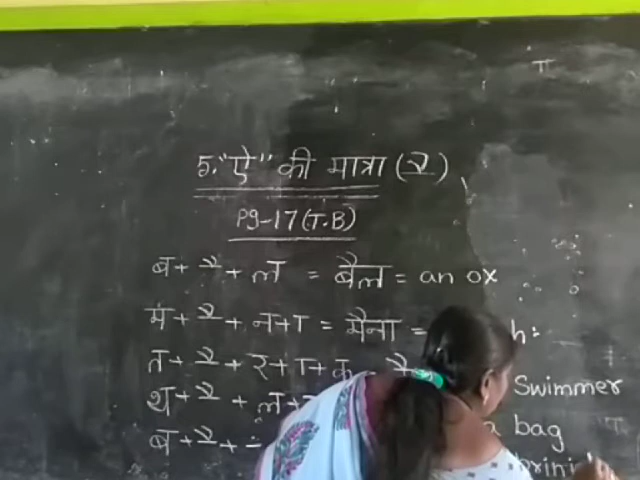 5. "ऐ" की मात्रा ( ै )
Pg-17 (T.B)
ब + ै + ल = बैल = an ox
म + ै + न + ा = मैना =
त + ै + र + ा + क
Swimmer
थ + ै + ल +
a bag
ब + ै +